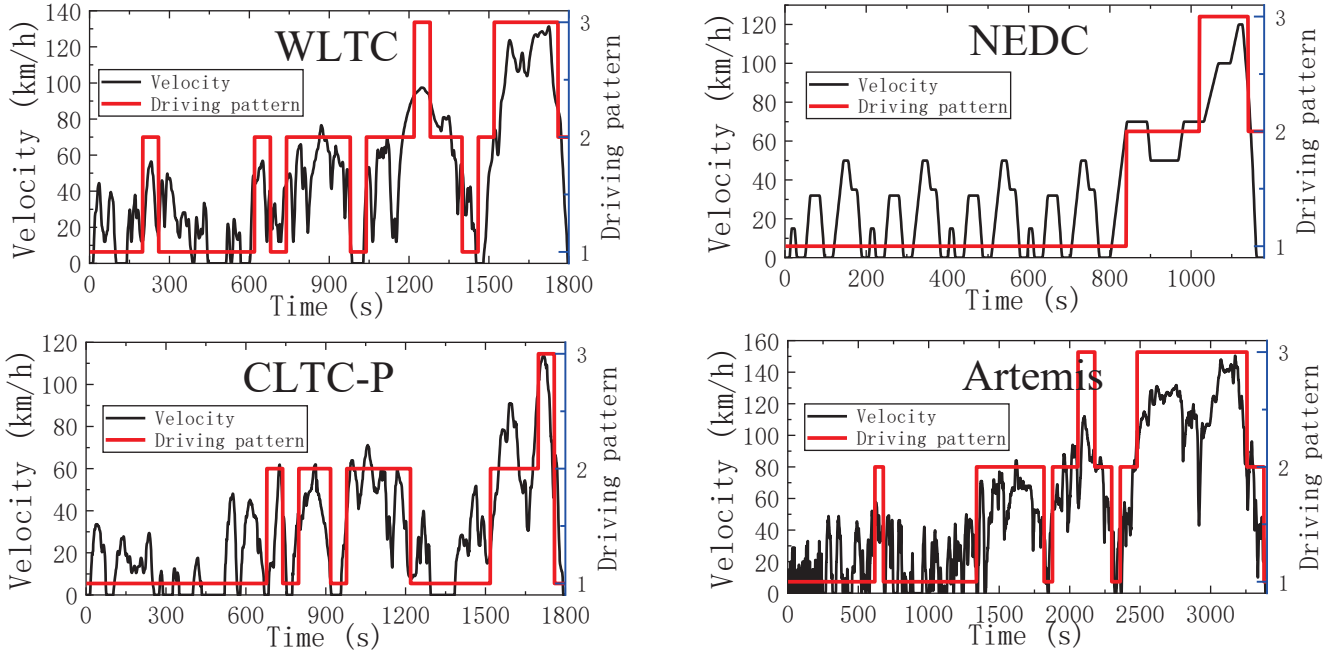 WLTC
Velocity (km/h)
140
120
100
80
60
40
20
0
Velocity
Driving pattern
3
2
1
Driving pattern
0 300 600 900 1200 1500 1800
Time (s)
NEDC
Velocity (km/h)
120
100
80
60
40
20
0
Velocity
Driving pattern
3
2
1
Driving pattern
0 200 400 600 800 1000
Time (s)
CLTC-P
Velocity (km/h)
120
100
80
60
40
20
0
Velocity
Driving pattern
3
2
1
Driving pattern
0 300 600 900 1200 1500 1800
Time (s)
Artemis
Velocity (km/h)
160
140
120
100
80
60
40
20
0
Velocity
Driving pattern
3
2
1
Driving pattern
0 500 1000 1500 2000 2500 3000
Time (s)